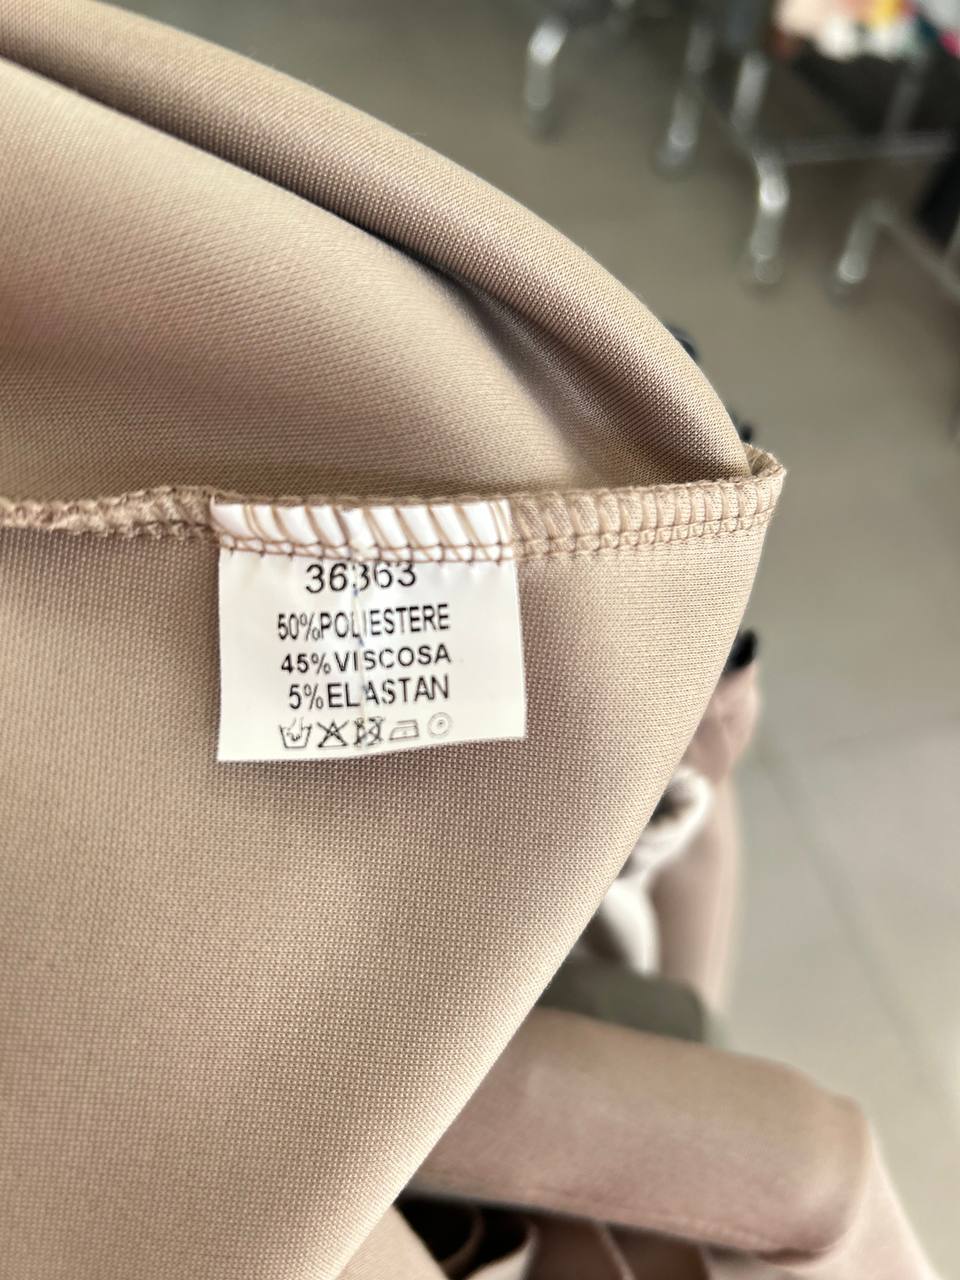 36363
50%POLIESTERE
45%VISCOSA
5%ELASTAN